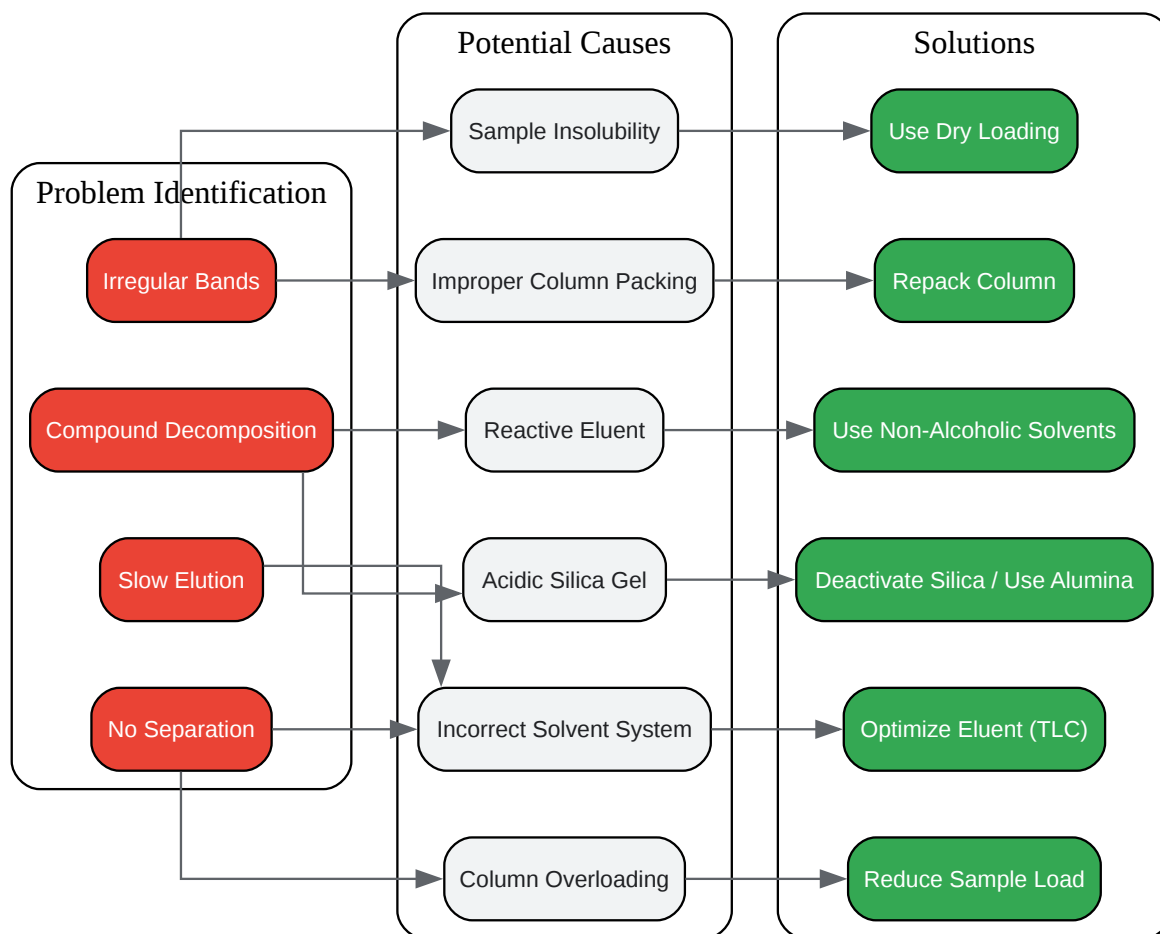 Potential Causes
Solutions
Sample Insolubility
Use Dry Loading
Problem Identification
Irregular Bands
Improper Column Packing
Repack Column
Compound Decomposition
Reactive Eluent
Use Non-Alcoholic Solvents
Slow Elution
Acidic Silica Gel
Deactivate Silica / Use Alumina
No Separation
Incorrect Solvent System
Optimize Eluent (TLC)
Column Overloading
Reduce Sample Load